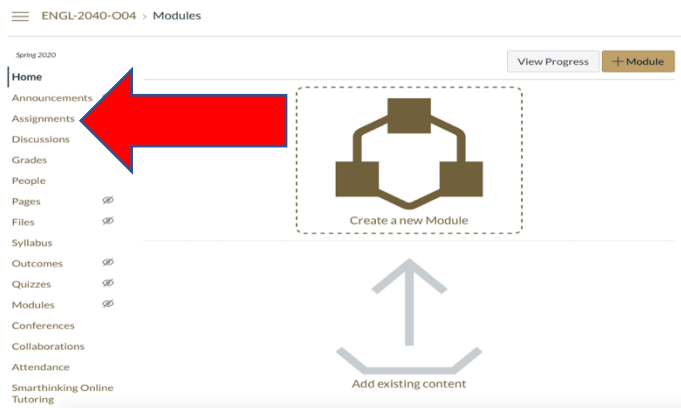 ENGL-2040-O04 › Modules
Spring 2020
View Progress
+ Module
Home
Announcements
Assignments
Discussions
Grades
People
Pages
Files
Syllabus
Outcomes
Quizzes
Modules
Conferences
Collaborations
Attendance
Smarthinking Online
Tutoring
Create a new Module
Add existing content